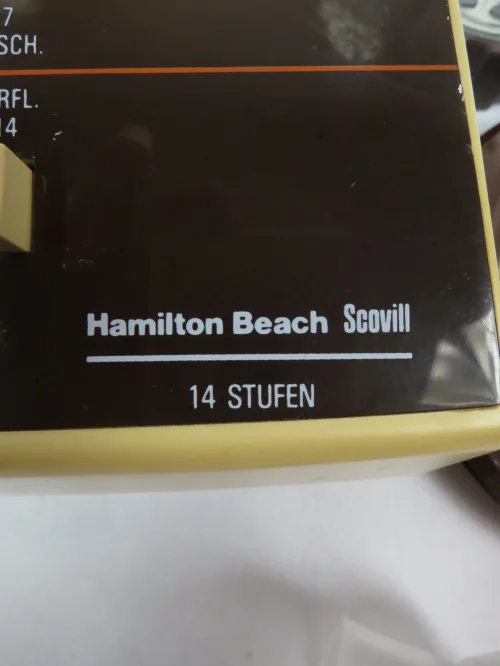 7
SCH.
RFL.
14
Hamilton Beach Scovill
14 STUFEN